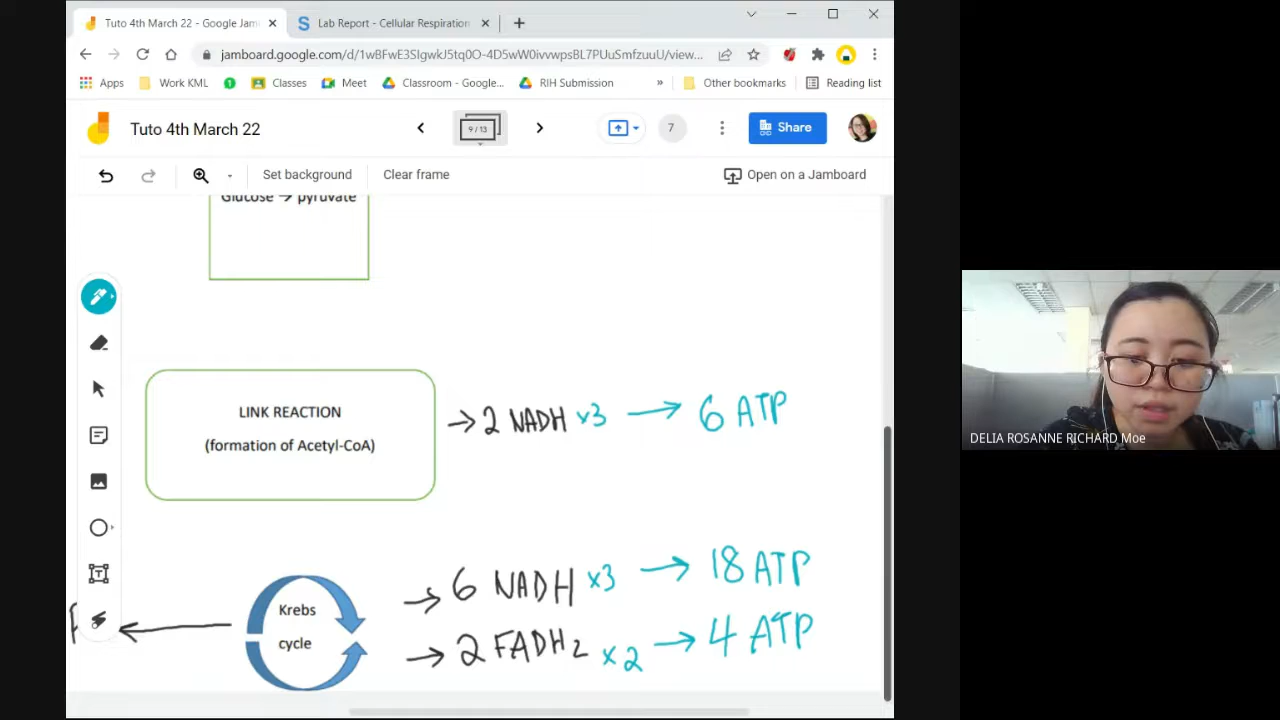 Tuto 4th March 22 - Google Jam
Lab Report - Cellular Respiration
jamboard.google.com/d/1wBFwE3SIgwkJ5tq0O-4D5wW0ivvwpsBL7PUuSmfzuuU/view...
Apps
Work KML
Classes
Meet
Classroom - Google...
RIH Submission
»
Other bookmarks
Reading list
Tuto 4th March 22
9 / 13
7
Share
Set background
Clear frame
Open on a Jamboard
Glucose → pyruvate
LINK REACTION
(formation of Acetyl-CoA)
→ 2 NADH x3 → 6 ATP
Krebs
cycle
→ 6 NADH x3 → 18 ATP
→ 2 FADH2 x2 → 4 ATP
DELIA ROSANNE RICHARD Moe